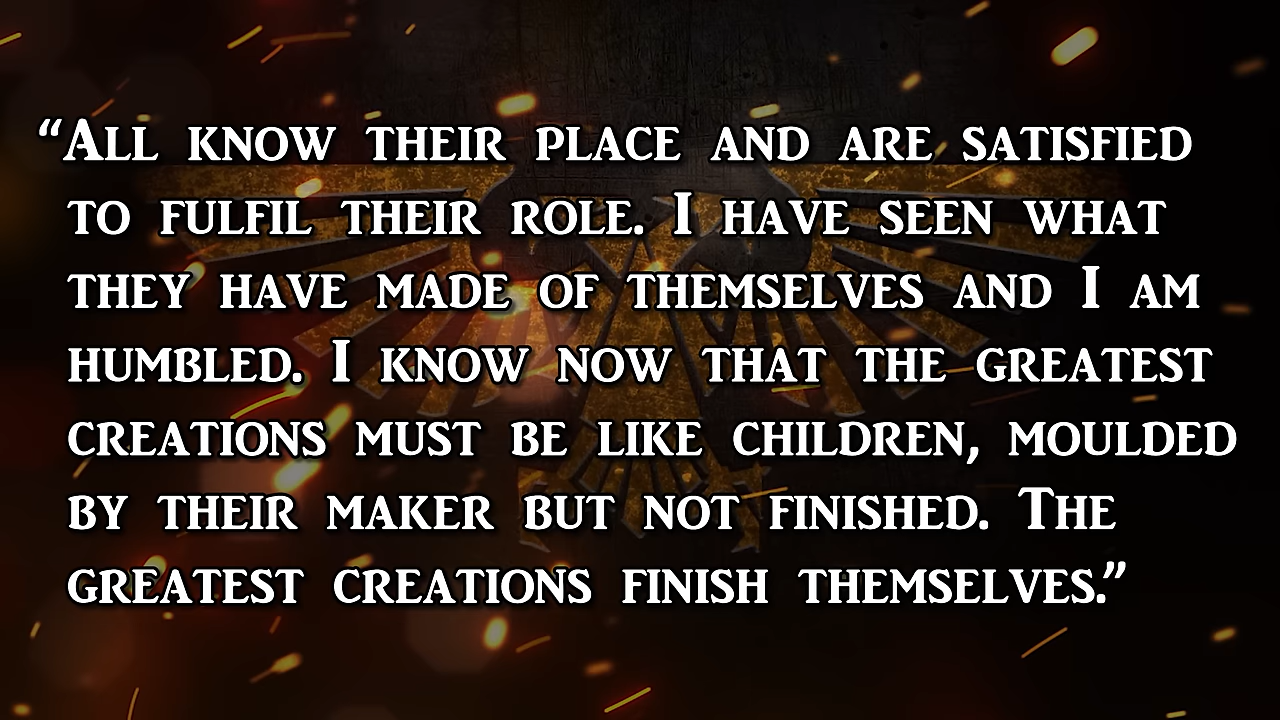 “All know their place and are satisfied
to fulfil their role. I have seen what
they have made of themselves and I am
humbled. I know now that the greatest
creations must be like children, moulded
by their maker but not finished. The
greatest creations finish themselves.”